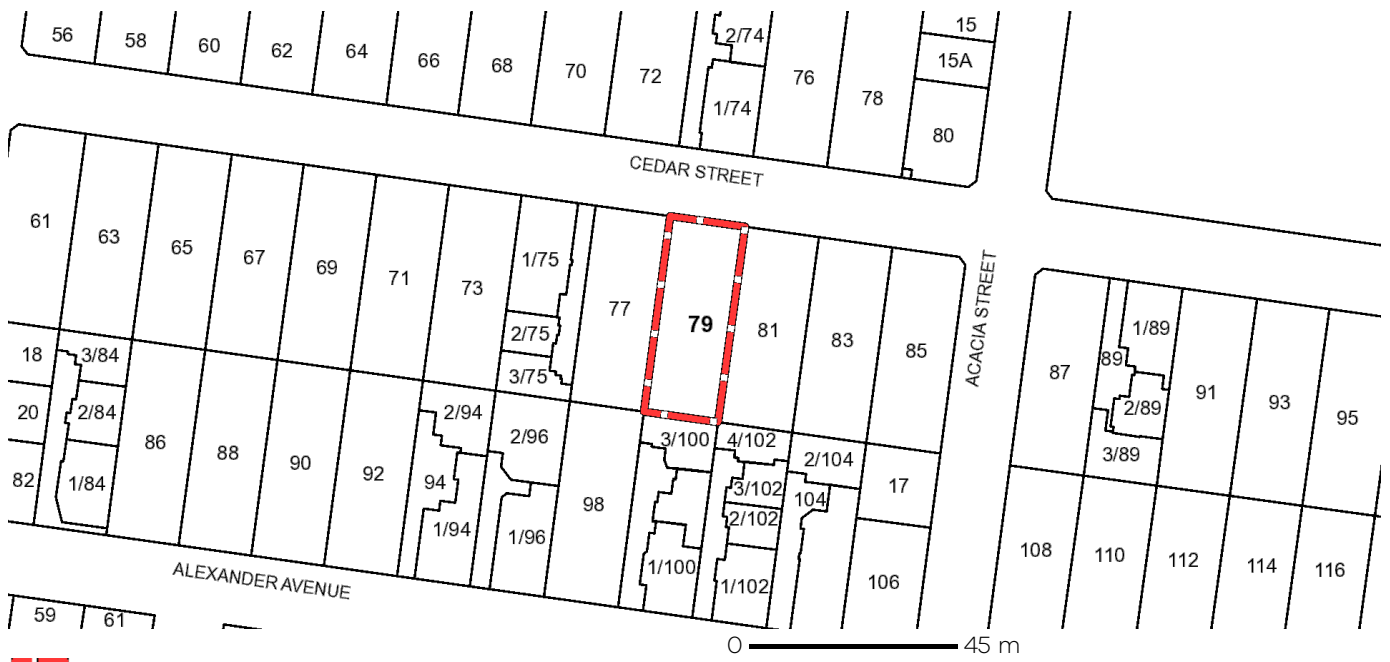 56 58 60 62 64 66 68 70 72 2/74 1/74 76 78 15
15A
80
CEDAR STREET
61 63 65 67 69 71 73 1/75 77 79 81 83 85
2/75
3/75
ACACIA STREET
87 89 1/89 91 93 95
2/89
3/89
18 3/84
20 2/84
82 1/84 86 88 90 92 2/94 2/96 98 3/100 4/102 2/104 17
94 3/102 104
2/102
1/94 1/96 1/100 1/102 106 108 110 112 114 116
ALEXANDER AVENUE
59 61
0 45 m